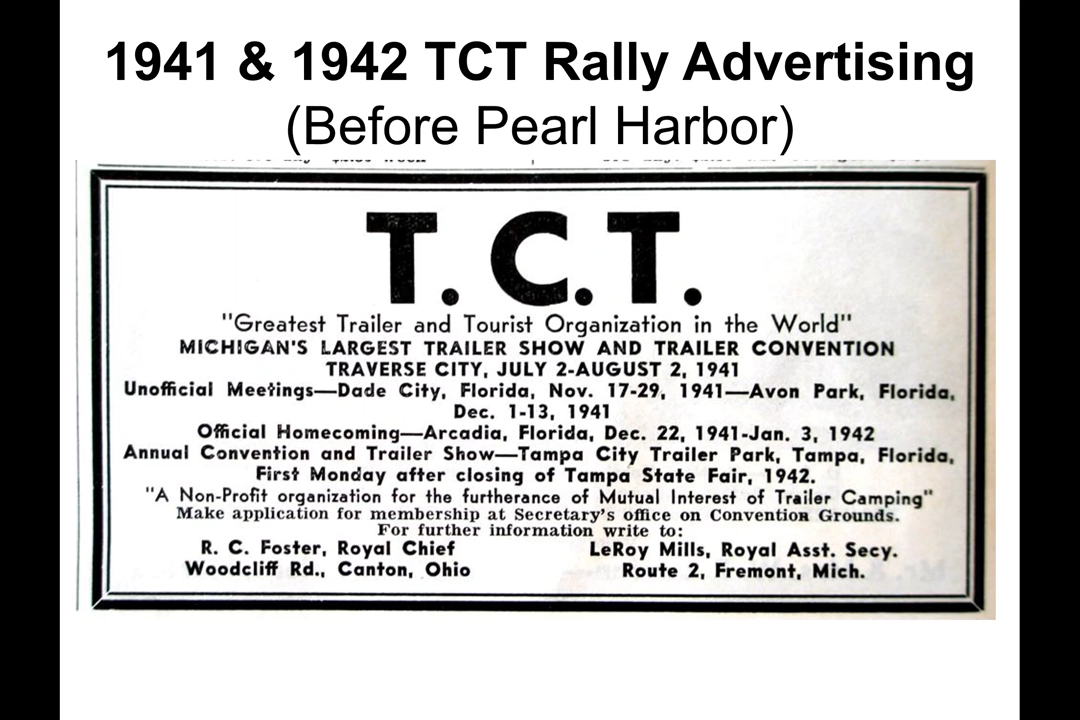 1941 & 1942 TCT Rally Advertising
(Before Pearl Harbor)
T. C. T.
"Greatest Trailer and Tourist Organization in the World"
MICHIGAN'S LARGEST TRAILER SHOW AND TRAILER CONVENTION
TRAVERSE CITY, JULY 2-AUGUST 2, 1941
Unofficial Meetings—Dade City, Florida, Nov. 17-29, 1941—Avon Park, Florida,
Dec. 1-13, 1941
Official Homecoming—Arcadia, Florida, Dec. 22, 1941-Jan. 3, 1942
Annual Convention and Trailer Show—Tampa City Trailer Park, Tampa, Florida,
First Monday after closing of Tampa State Fair, 1942.
"A Non-Profit organization for the furtherance of Mutual Interest of Trailer Camping"
Make application for membership at Secretary's office on Convention Grounds.
For further information write to:
R. C. Foster, Royal Chief LeRoy Mills, Royal Asst. Secy.
Woodcliff Rd., Canton, Ohio Route 2, Fremont, Mich.